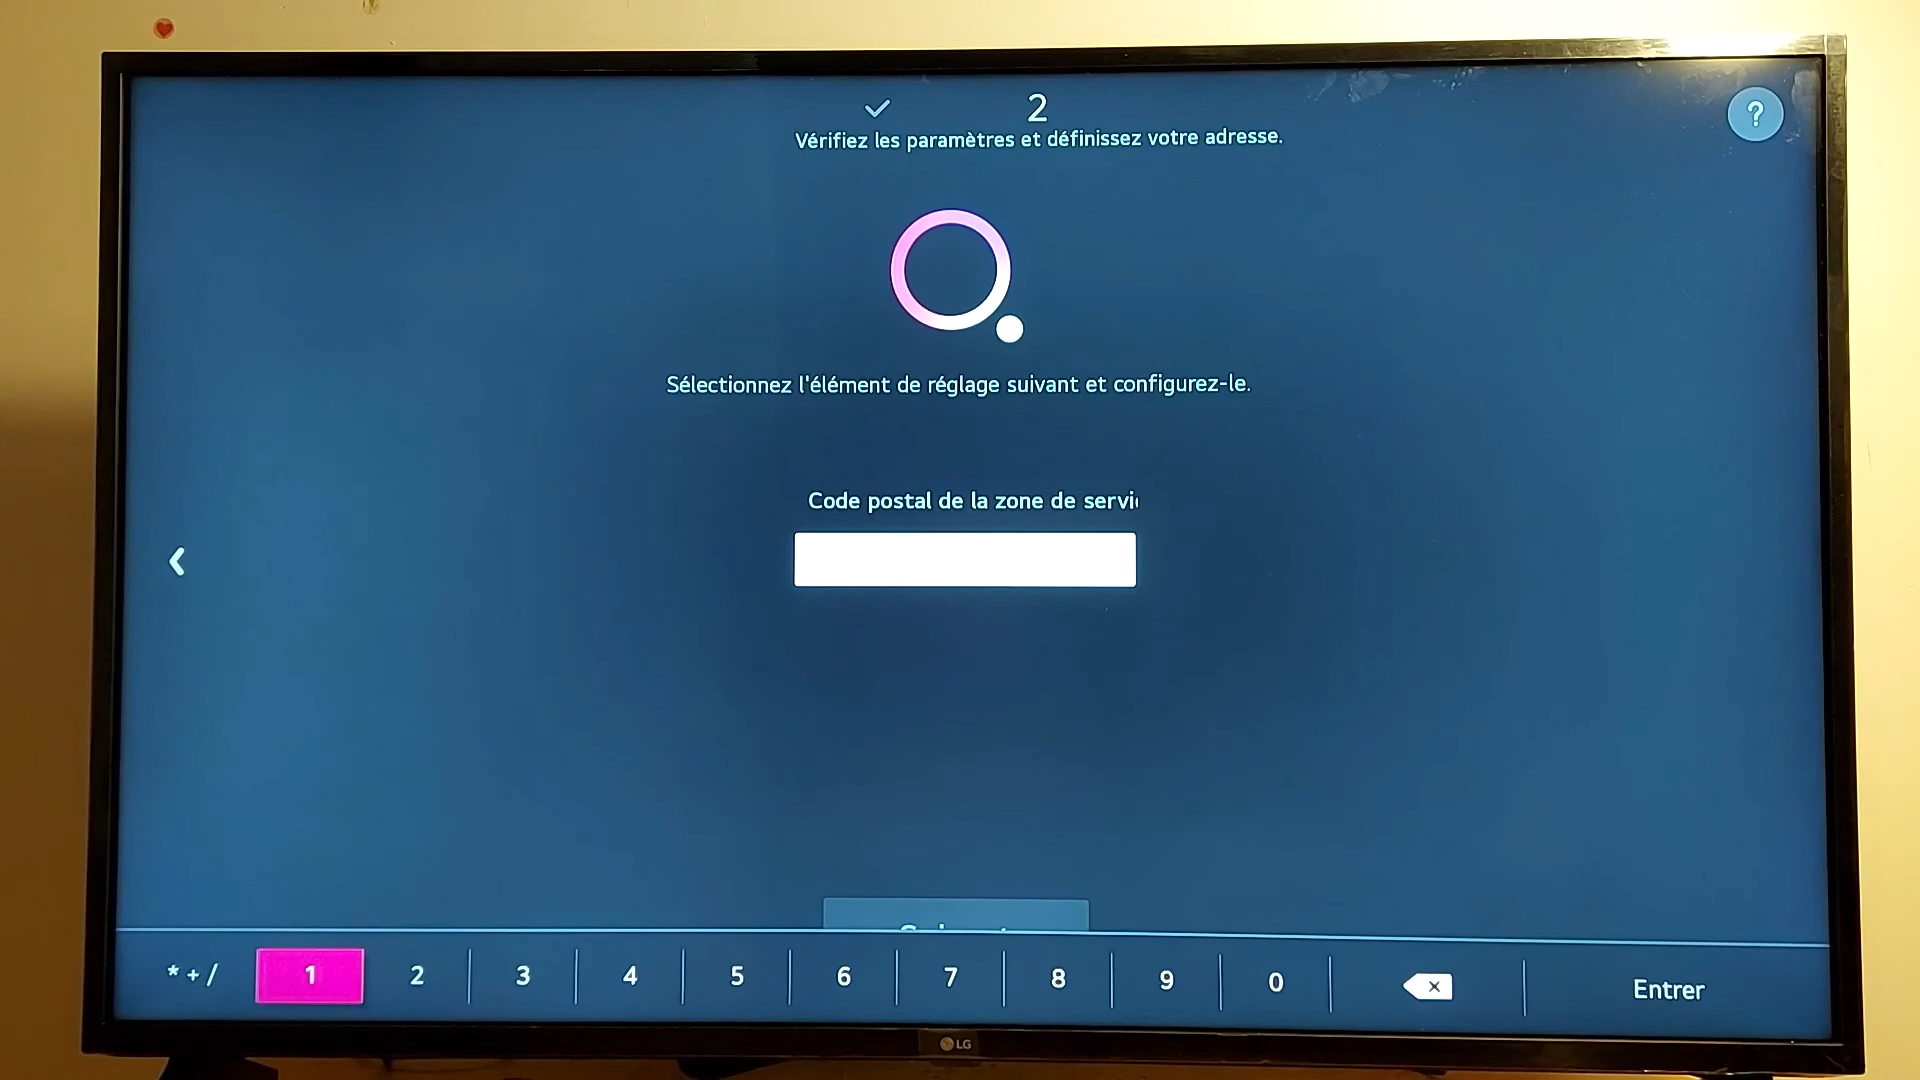 2
Vérifiez les paramètres et définissez votre adresse.
?
Sélectionnez l'élément de réglage suivant et configurez-le.
Code postal de la zone de servi
* + / 1 2 3 4 5 6 7 8 9 0 Entrer
LG